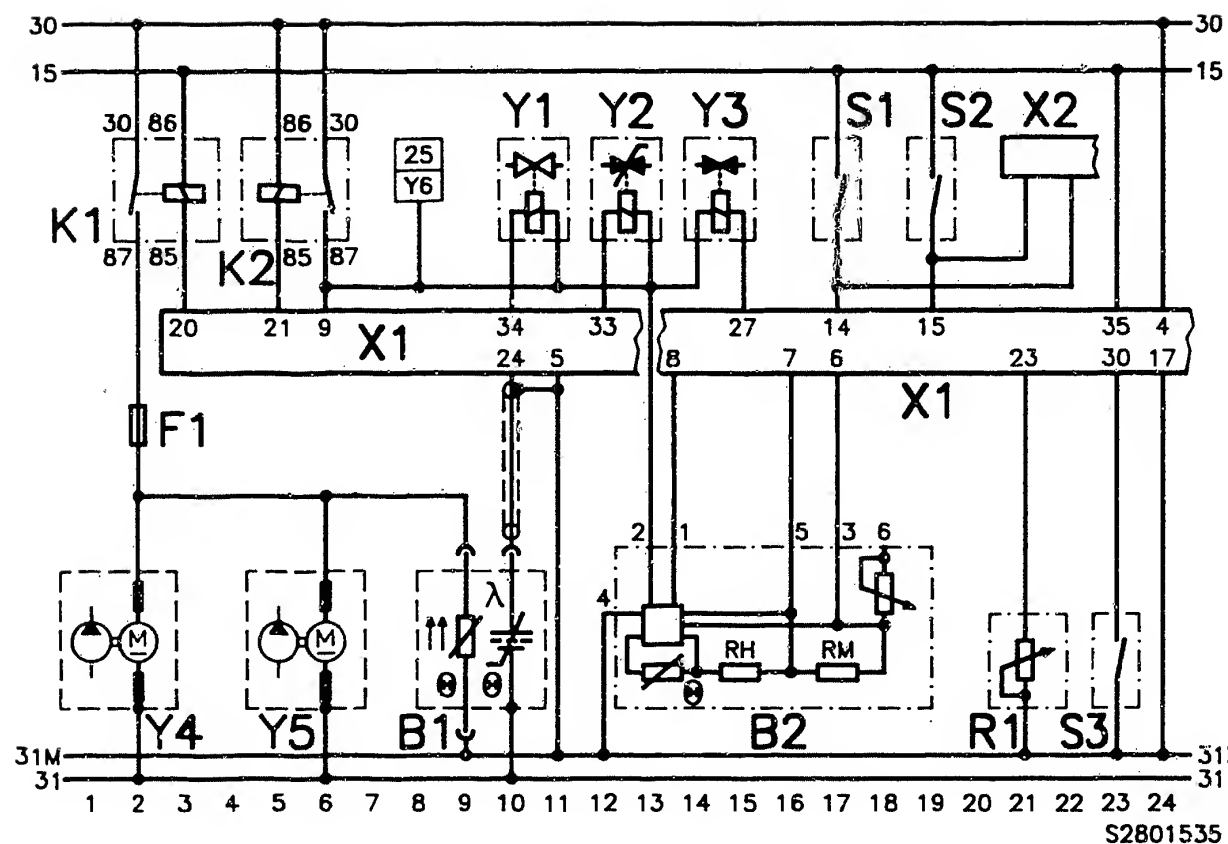 30 30
15 15
Y1 Y2 Y3 S1 S2 X2
30 86 86 30
25
Y6
K1 K2
87 85 85 87
20 21 9 34 33 27 14 15 35 4
X1
24 5 8 7 6 23 30 17
X1
F1
2 1 5 3 6
λ
4
M M
RH RM
Θ Θ Θ
Y4 Y5 B1 B2 R1 S3
31M 31
31 31
1 2 3 4 5 6 7 8 9 10 11 12 13 14 15 16 17 18 19 20 21 22 23 24
S2801535